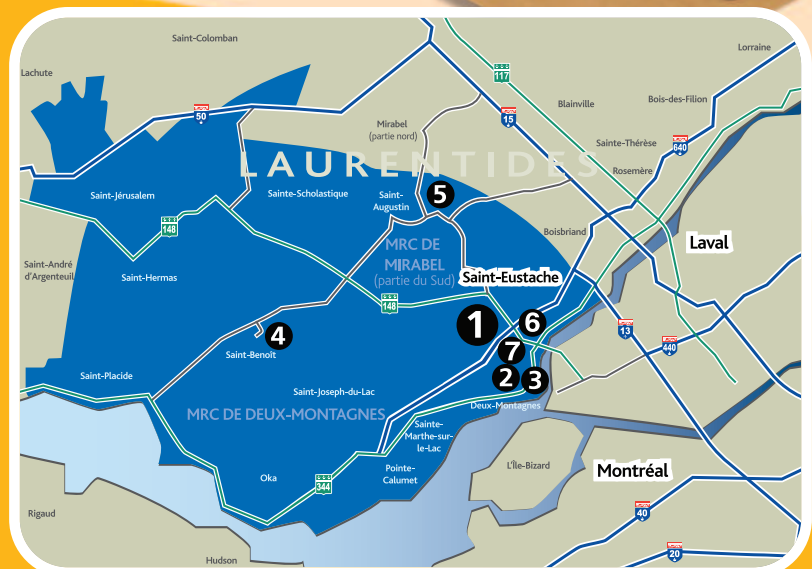 Saint-Colomban
Lorraine
Lachute
117
Bois-des-Filion
Blainville
50
15
Mirabel
(partie nord)
Sainte-Thérèse
640
LAURENTIDES
Rosemère
Saint-Jérusalem
Sainte-Scholastique
Saint-
Augustin
5
148
Boisbriand
Laval
MRC DE
MIRABEL
(partie du Sud)
Saint-André
d'Argenteuil
Saint-Hermas
Saint-Eustache
148
1
6
13
4
7
440
Saint-Benoît
Saint-Placide
2
3
Saint-Joseph-du-Lac
Deux-Montagnes
MRC DE DEUX-MONTAGNES
Sainte-
Marthe-sur-
le-Lac
Pointe-
Calumet
L'Île-Bizard
Montréal
Oka
344
Rigaud
40
20
Hudson